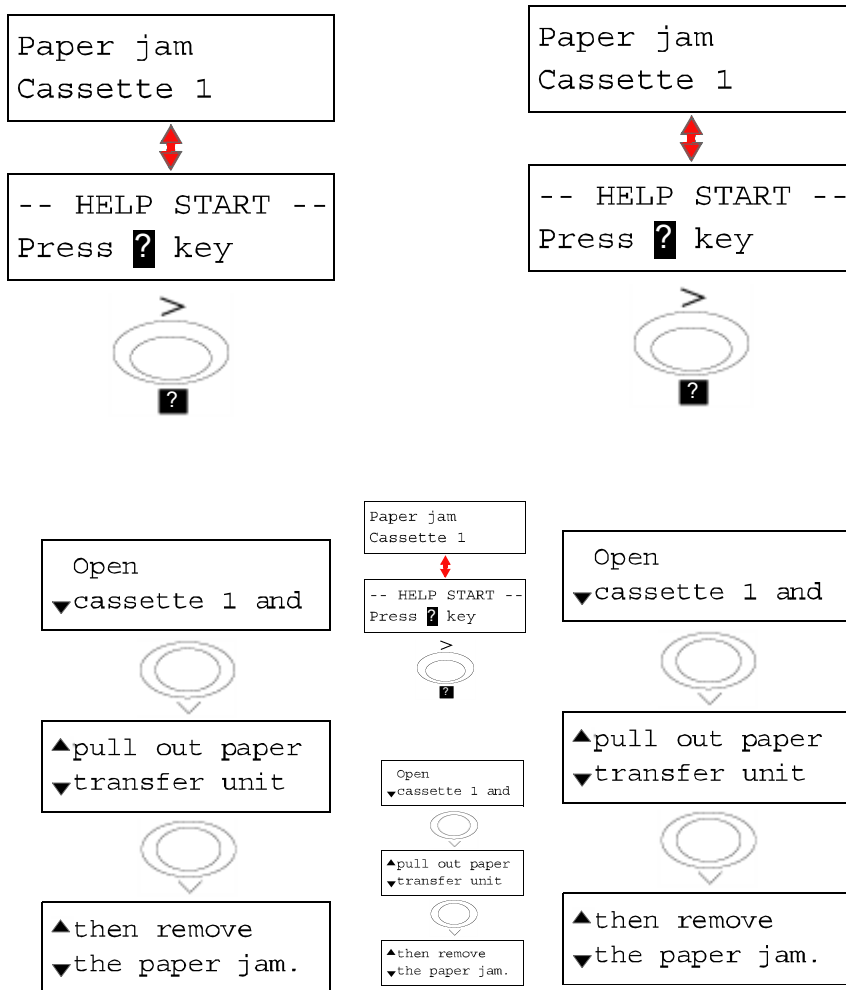 Paper jam
Cassette 1
-- HELP START --
Press ? key
>
?
Paper jam
Cassette 1
-- HELP START --
Press ? key
>
?
Open
▼cassette 1 and
▲pull out paper
▼transfer unit
▲then remove
▼the paper jam.
Paper jam
Cassette 1
-- HELP START --
Press ? key
>
?
Open
▼cassette 1 and
▲pull out paper
▼transfer unit
▲then remove
▼the paper jam.
Open
▼cassette 1 and
▲pull out paper
▼transfer unit
▲then remove
▼the paper jam.